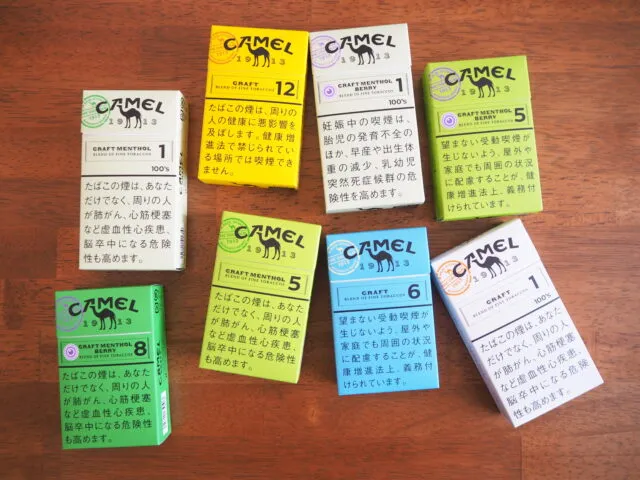 CAMEL
1913
CRAFT MENTHOL
BLEND OF FINE TOBACCOS
1
100's
たばこの煙は、あなた
だけでなく、周りの人
が肺がん、心筋梗塞
など虚血性心疾患、
脳卒中になる危険
性も高めます。
CAMEL
1913
CRAFT
BLEND OF FINE TOBACCOS
12
たばこの煙は、周りの
人の健康に悪影響を
及ぼします。健康増
進法で禁じられてい
る場所では喫煙でき
ません。
CAMEL
1913
CRAFT MENTHOL
BERRY
BLEND OF FINE TOBACCOS
1
100's
妊娠中の喫煙は、
胎児の発育不全の
ほか、早産や出生体
重の減少、乳幼児
突然死症候群の危
険性を高めます。
CAMEL
1913
CRAFT MENTHOL
BERRY
BLEND OF FINE TOBACCOS
5
望まない受動喫煙が
生じないよう、屋外や
家庭でも周囲の状況
に配慮することが、健
康増進法上、義務付
けられています。
CAMEL
1913
CRAFT MENTHOL
BERRY
BLEND OF FINE TOBACCOS
8
たばこの煙は、あなた
だけでなく、周りの人
が肺がん、心筋梗塞
など虚血性心疾患、
脳卒中になる危険性
も高めます。
CAMEL
1913
CRAFT MENTHOL
BLEND OF FINE TOBACCOS
5
たばこの煙は、あなた
だけでなく、周りの人
が肺がん、心筋梗塞
など虚血性心疾患、
脳卒中になる危険性
も高めます。
CAMEL
1913
CRAFT
BLEND OF FINE TOBACCOS
6
望まない受動喫煙が
生じないよう、屋外や
家庭でも周囲の状況
に配慮することが、健
康増進法上、義務付
けられています。
CAMEL
1913
CRAFT
BLEND OF FINE TOBACCOS
1
100's
たばこの煙は、あなた
だけでなく、周りの人
が肺がん、心筋梗塞
など虚血性心疾患、
脳卒中になる危険
性も高めます。